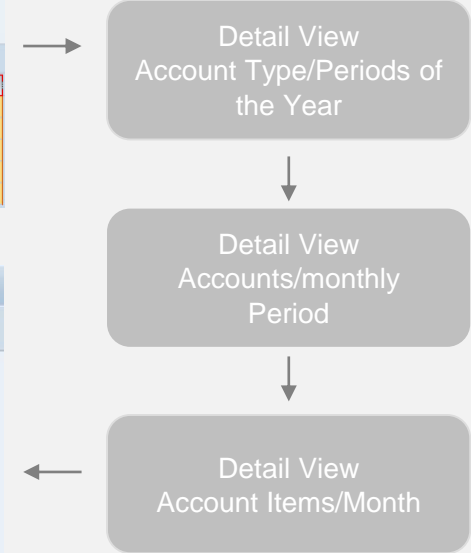 Detail View
Account Type/Periods of
the Year
Detail View
Accounts/monthly
Period
Detail View
Account Items/Month